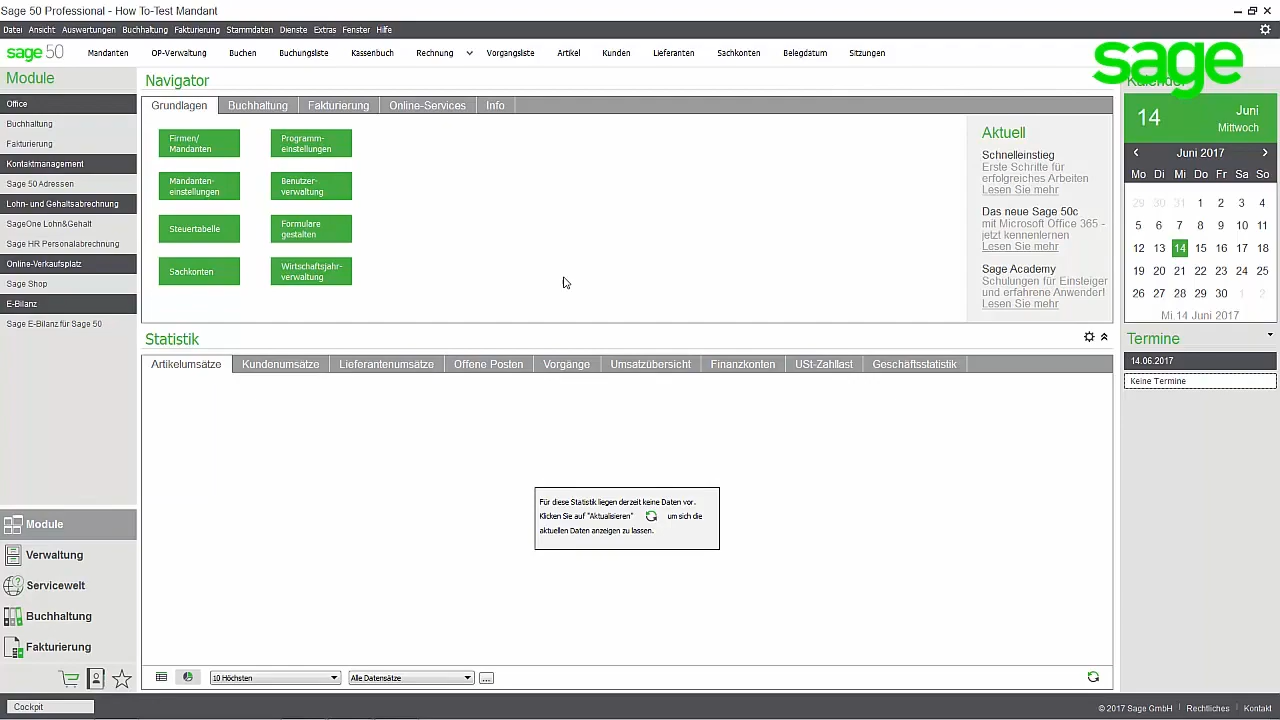 Sage 50 Professional - How To-Test Mandant
Datei Ansicht Auswertungen Buchhaltung Fakturierung Stammdaten Dienste Extras Fenster Hilfe
sage 50 Mandanten OP-Verwaltung Buchen Buchungsliste Kassenbuch Rechnung Vorgangsliste Artikel Kunden Lieferanten Sachkonten Belegdatum Sitzungen
sage
Module
Office
Buchhaltung
Fakturierung
Kontaktmanagement
Sage 50 Adressen
Lohn- und Gehaltsabrechnung
SageOne Lohn&Gehalt
Sage HR Personalabrechnung
Online-Verkaufsplatz
Sage Shop
E-Bilanz
Sage E-Bilanz für Sage 50
Module
Verwaltung
Servicewelt
Buchhaltung
Fakturierung
Navigator
Grundlagen Buchhaltung Fakturierung Online-Services Info
Firmen/
Mandanten
Programm-
einstellungen
Mandanten-
einstellungen
Benutzer-
verwaltung
Steuertabelle
Formulare
gestalten
Sachkonten
Wirtschaftsjahr-
verwaltung
Aktuell
Schnelleinstieg
Erste Schritte für
erfolgreiches Arbeiten
Lesen Sie mehr
Das neue Sage 50c
mit Microsoft Office 365 -
jetzt kennenlernen
Lesen Sie mehr
Sage Academy
Schulungen für Einsteiger
und erfahrene Anwender!
Lesen Sie mehr
Statistik
Artikelumsätze Kundenumsätze Lieferantenumsätze Offene Posten Vorgänge Umsatzübersicht Finanzkonten USt-Zahllast Geschäftsstatistik
Für diese Statistik liegen derzeit keine Daten vor.
Klicken Sie auf "Aktualisieren" um sich die
aktuellen Daten anzeigen zu lassen.
10 Höchsten Alle Datensätze ...
Kalender
14 Juni
Mittwoch
Juni 2017
Mo Di Mi Do Fr Sa So
29 30 31 1 2 3 4
5 6 7 8 9 10 11
12 13 14 15 16 17 18
19 20 21 22 23 24 25
26 27 28 29 30 1 2
Mi.14 Juni 2017
Termine
14.06.2017
Keine Termine
Cockpit
© 2017 Sage GmbH | Rechtliches | Kontakt